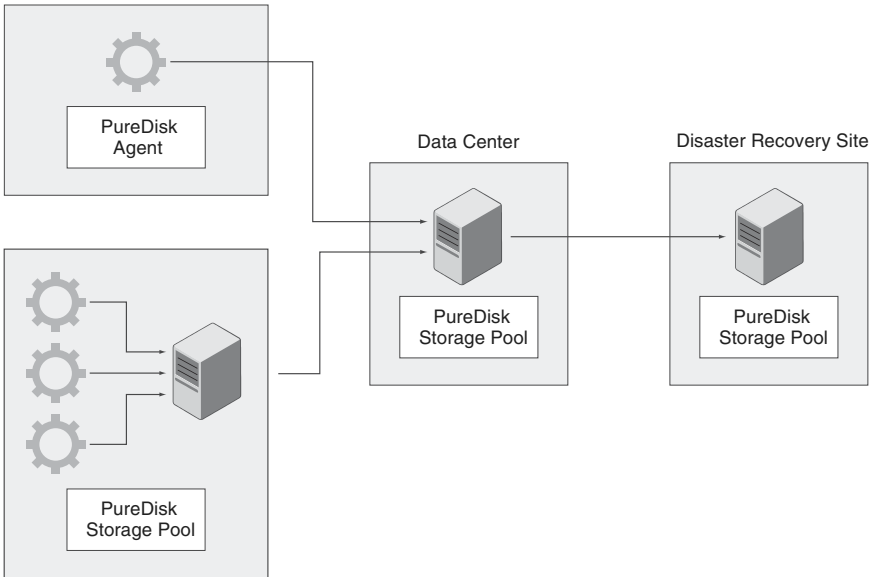 PureDisk
Agent
Data Center
Disaster Recovery Site
PureDisk
Storage Pool
PureDisk
Storage Pool
PureDisk
Storage Pool